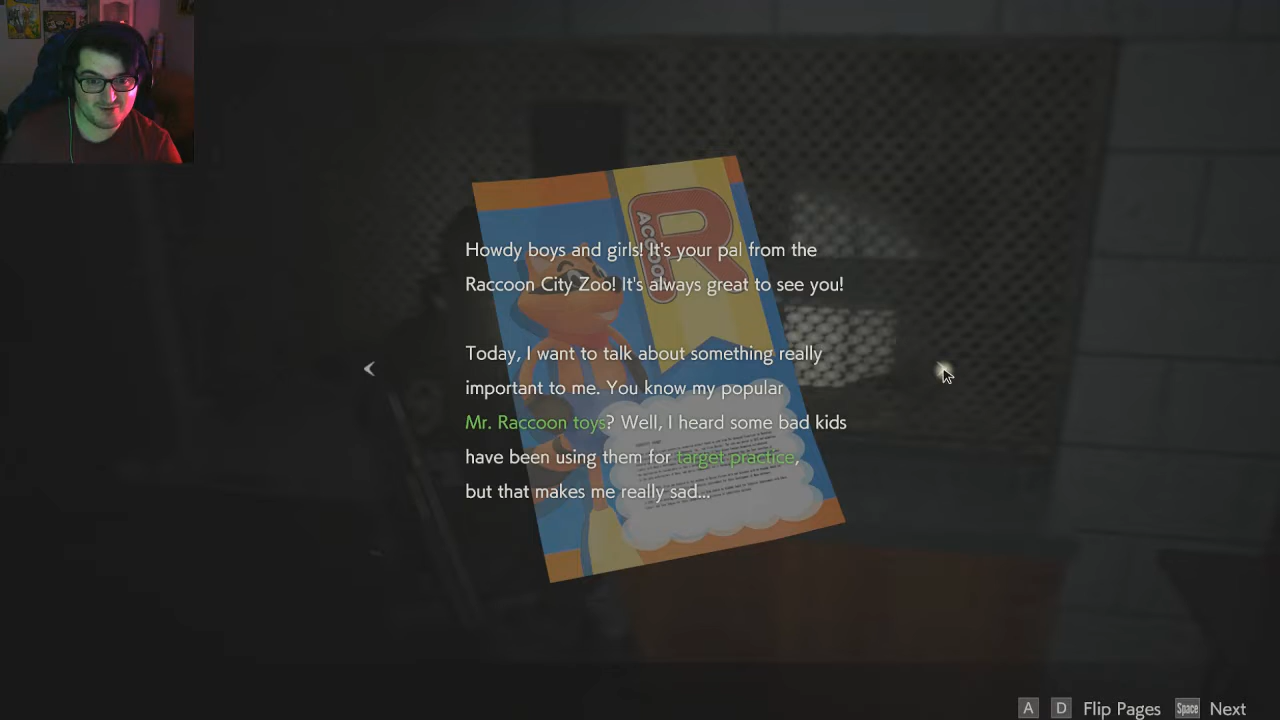 R
ACCOON
Howdy boys and girls! It's your pal from the
Raccoon City Zoo! It's always great to see you!
Today, I want to talk about something really
important to me. You know my popular
Mr. Raccoon toys? Well, I heard some bad kids
have been using them for target practice,
but that makes me really sad...
A D Flip Pages Space Next